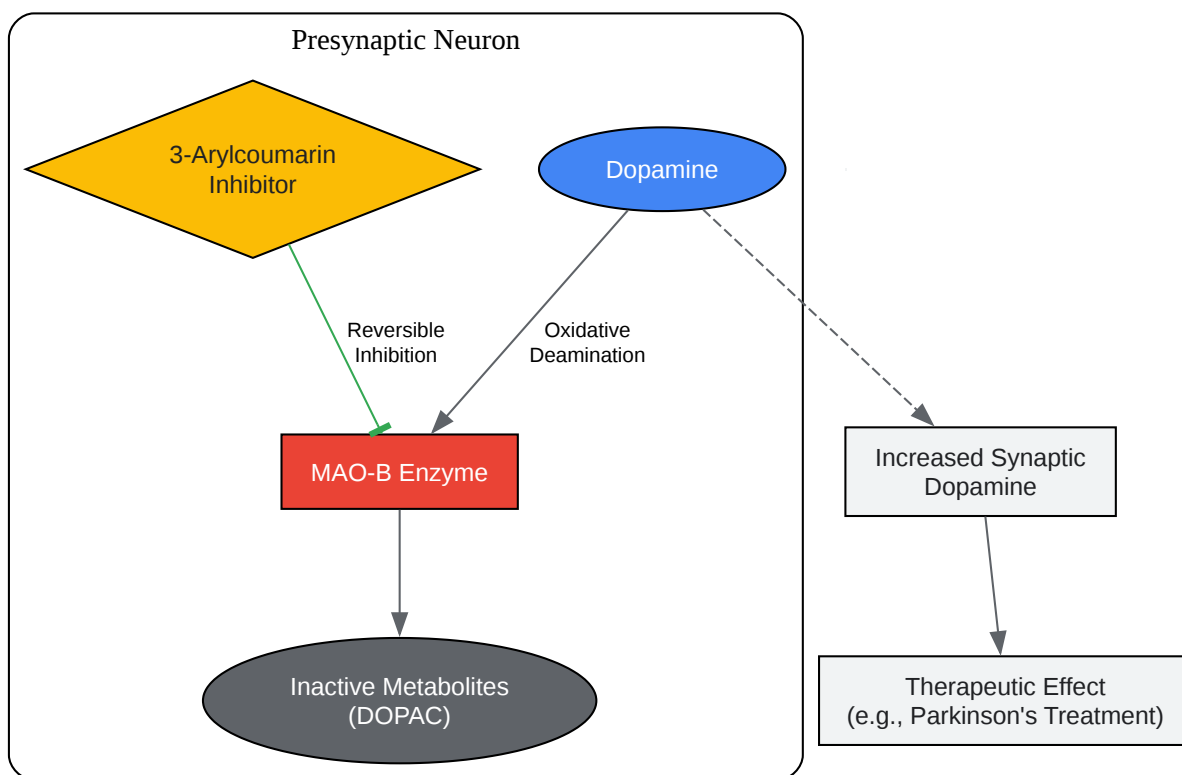 Presynaptic Neuron
3-Arylcoumarin
Inhibitor
Dopamine
Reversible
Inhibition
Oxidative
Deamination
MAO-B Enzyme
Increased Synaptic
Dopamine
Inactive Metabolites
(DOPAC)
Therapeutic Effect
(e.g., Parkinson's Treatment)